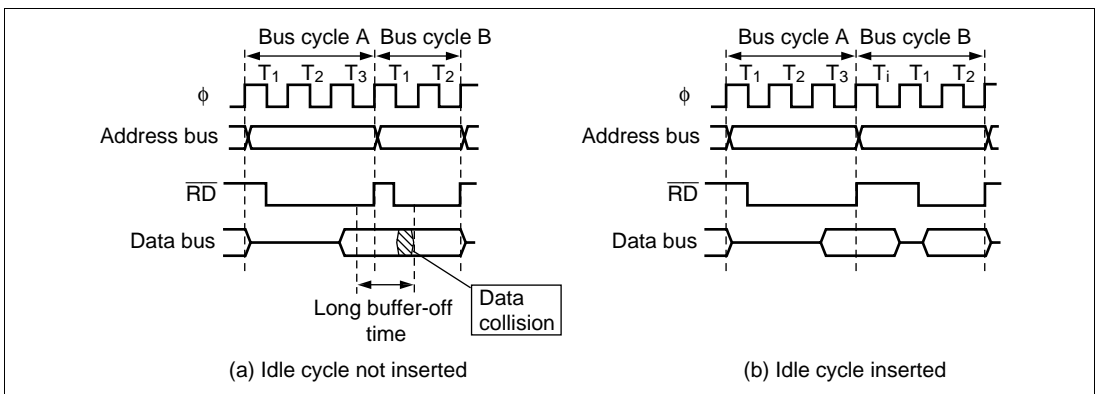 Bus cycle A Bus cycle B
T1 T2 T3 T1 T2
ϕ
Address bus
RD
Data bus
Long buffer-off
time
Data
collision
(a) Idle cycle not inserted
Bus cycle A Bus cycle B
T1 T2 T3 Ti T1 T2
ϕ
Address bus
RD
Data bus
(b) Idle cycle inserted